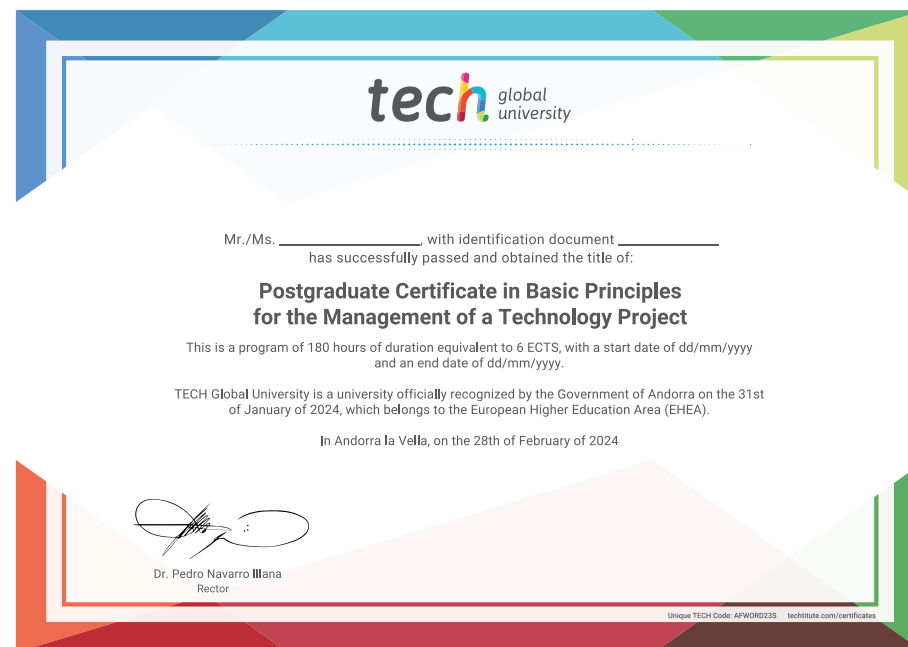 tech global university
Mr./Ms. ____________, with identification document ____________
has successfully passed and obtained the title of:
Postgraduate Certificate in Basic Principles
for the Management of a Technology Project
This is a program of 180 hours of duration equivalent to 6 ECTS, with a start date of dd/mm/yyyy
and an end date of dd/mm/yyyy.
TECH Global University is a university officially recognized by the Government of Andorra on the 31st
of January of 2024, which belongs to the European Higher Education Area (EHEA).
In Andorra la Vella, on the 28th of February of 2024
Dr. Pedro Navarro Illana
Rector
Unique TECH Code: AFWORD23S techtitute.com/certificates